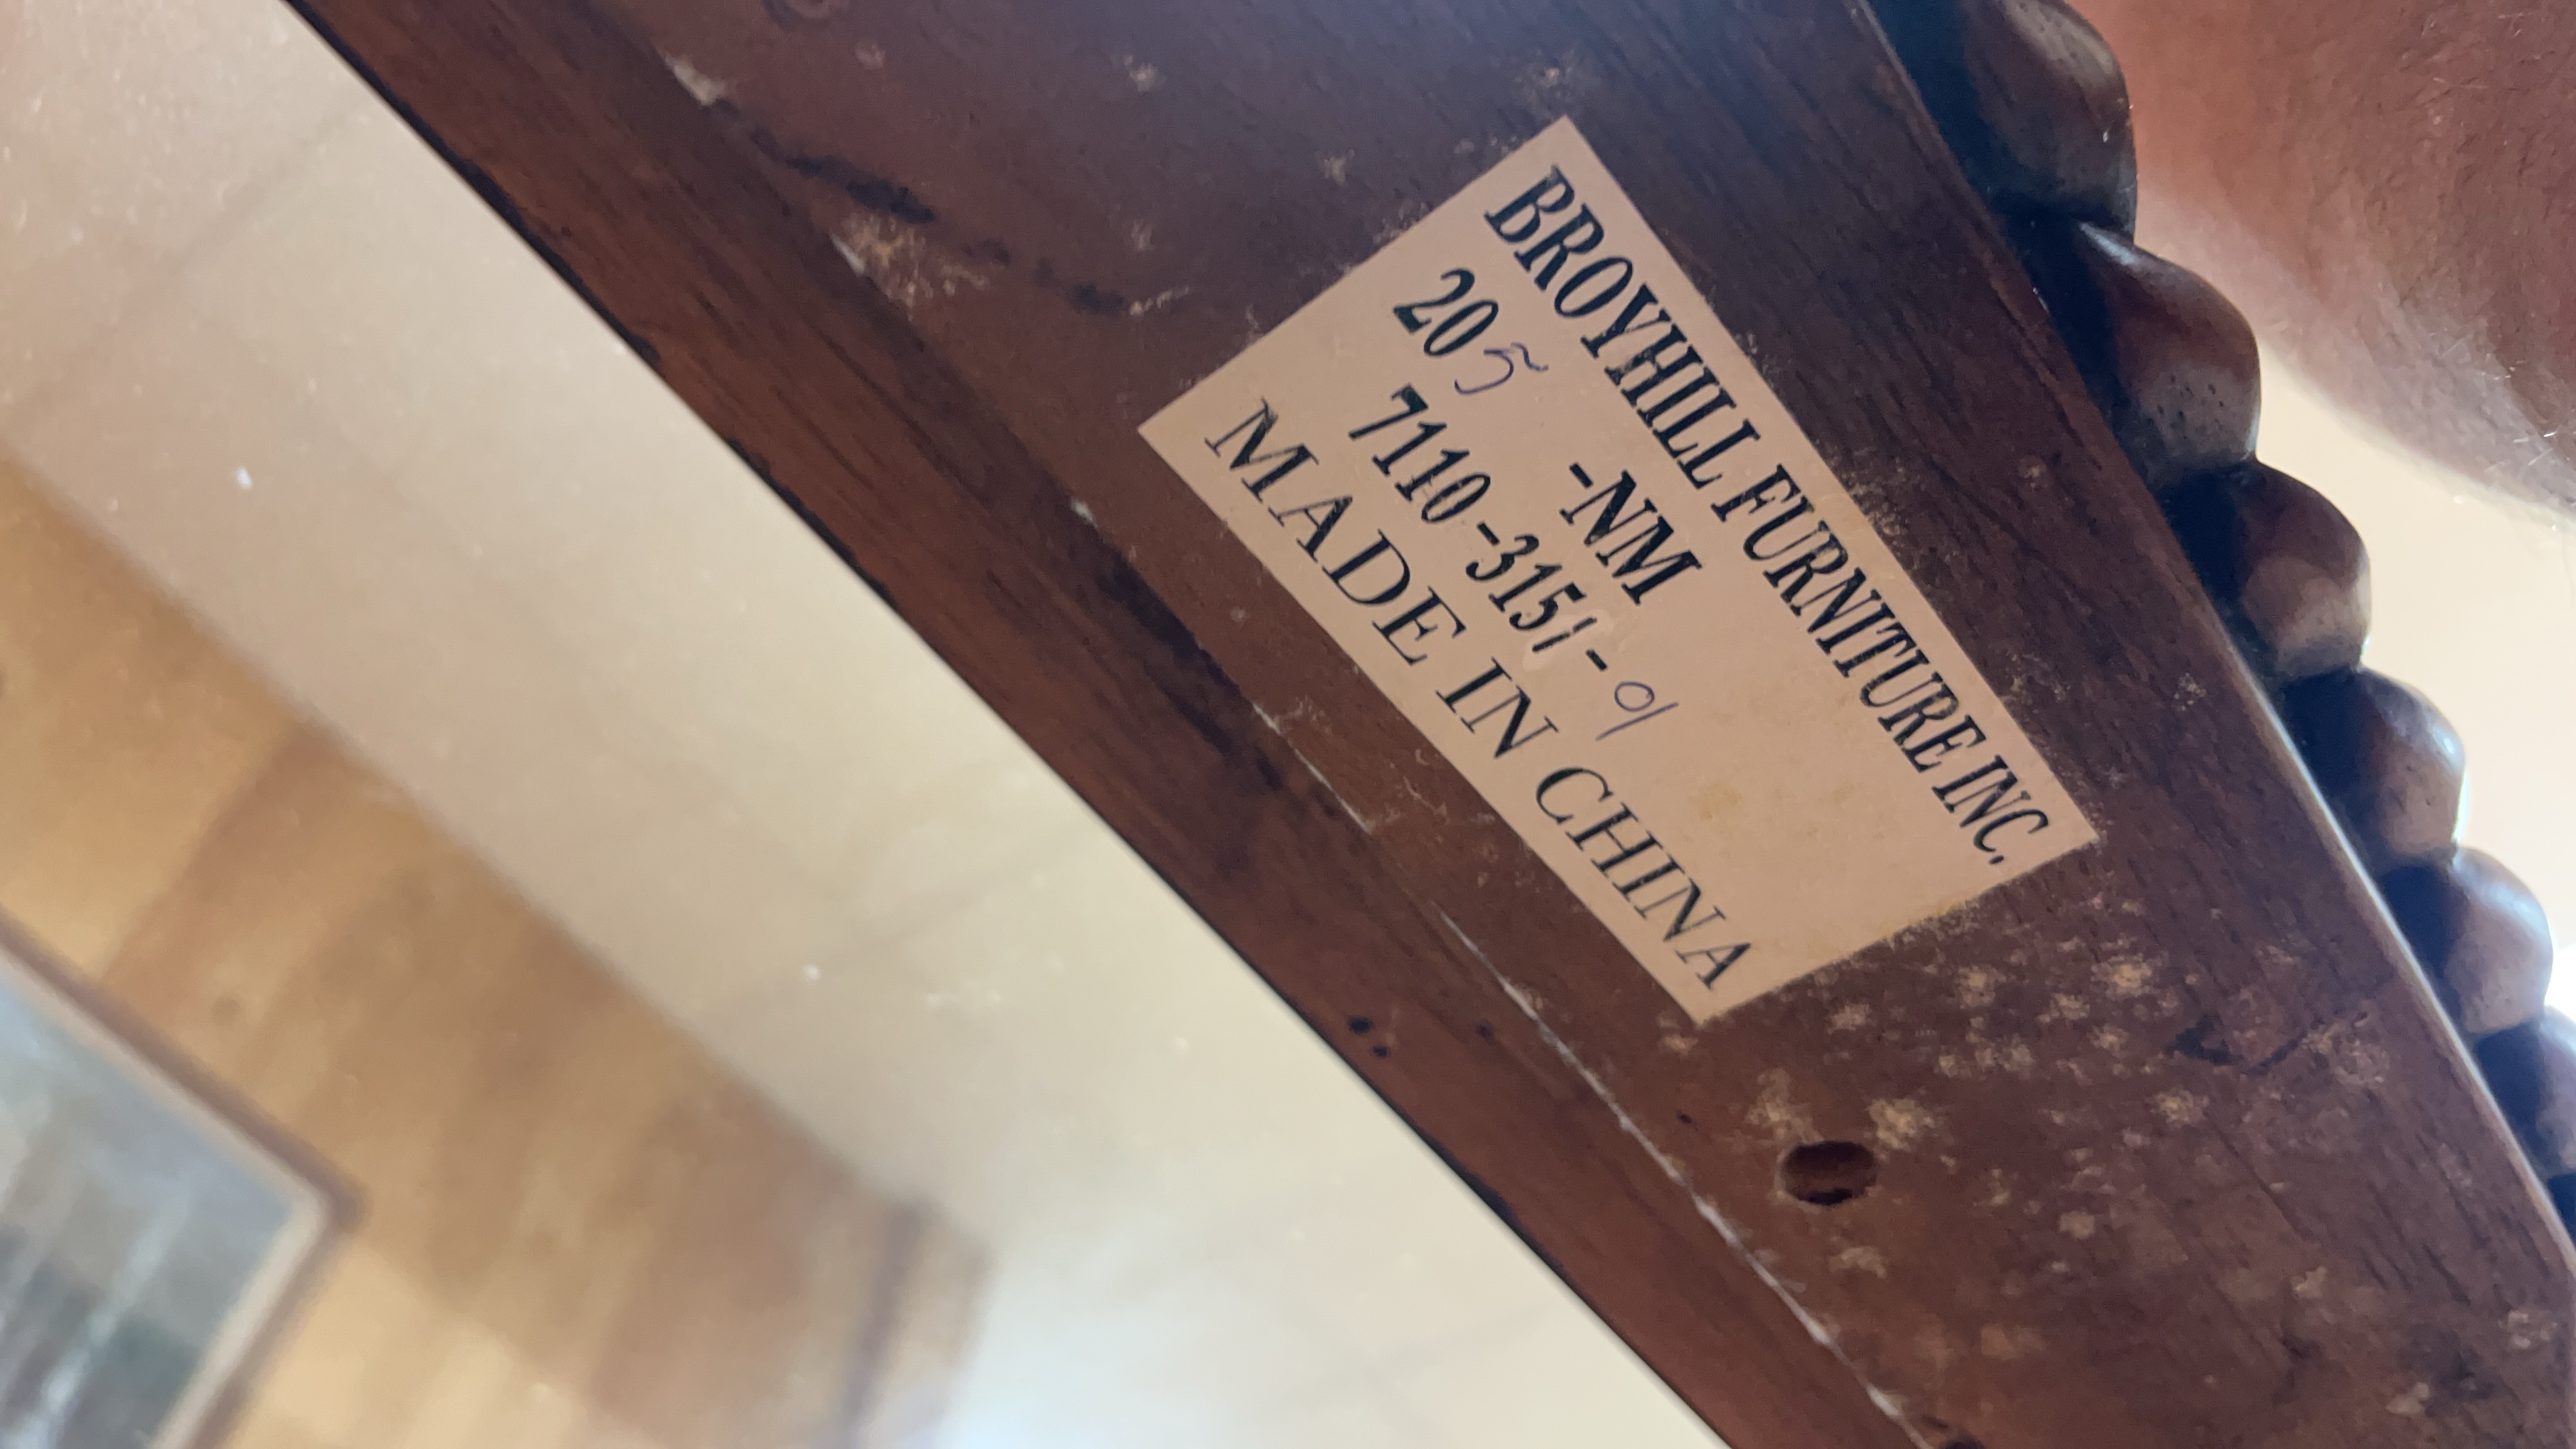 BROYHILL FURNITURE INC.
205 -NM
7110-3151-01
MADE IN CHINA